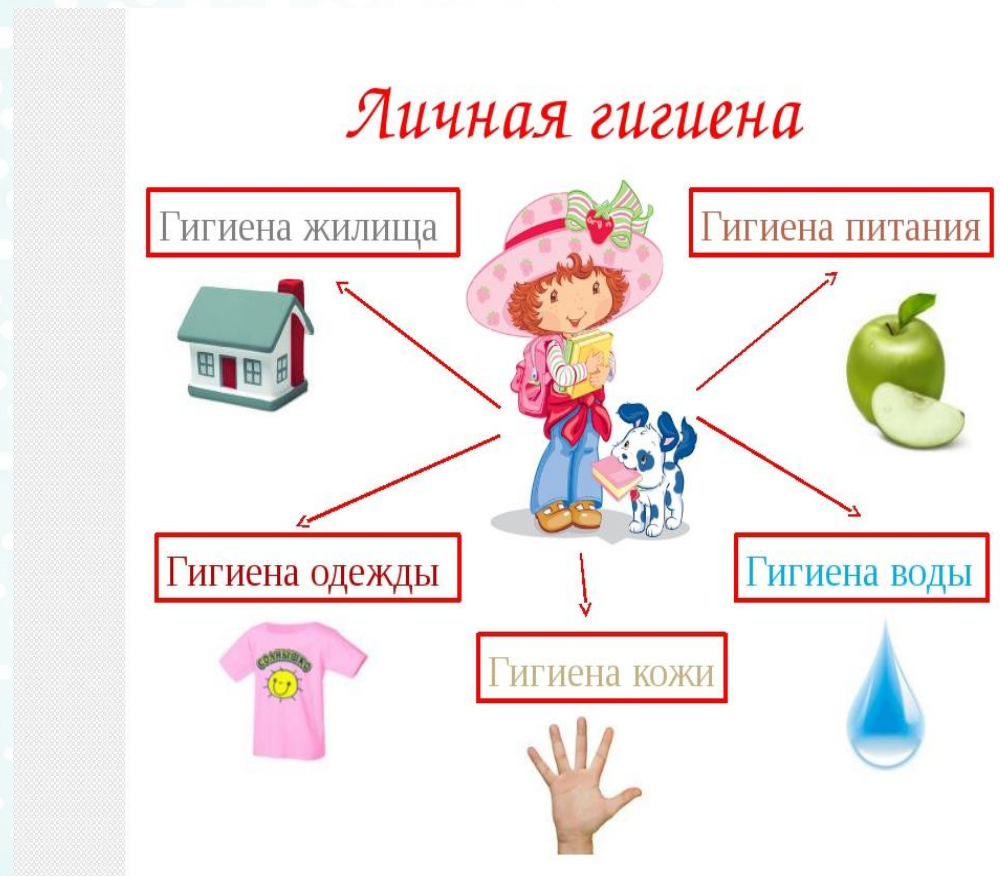 Личная гигиена
Гигиена жилища
Гигиена питания
Гигиена одежды
Гигиена воды
СОЛНЫШКО
Гигиена кожи